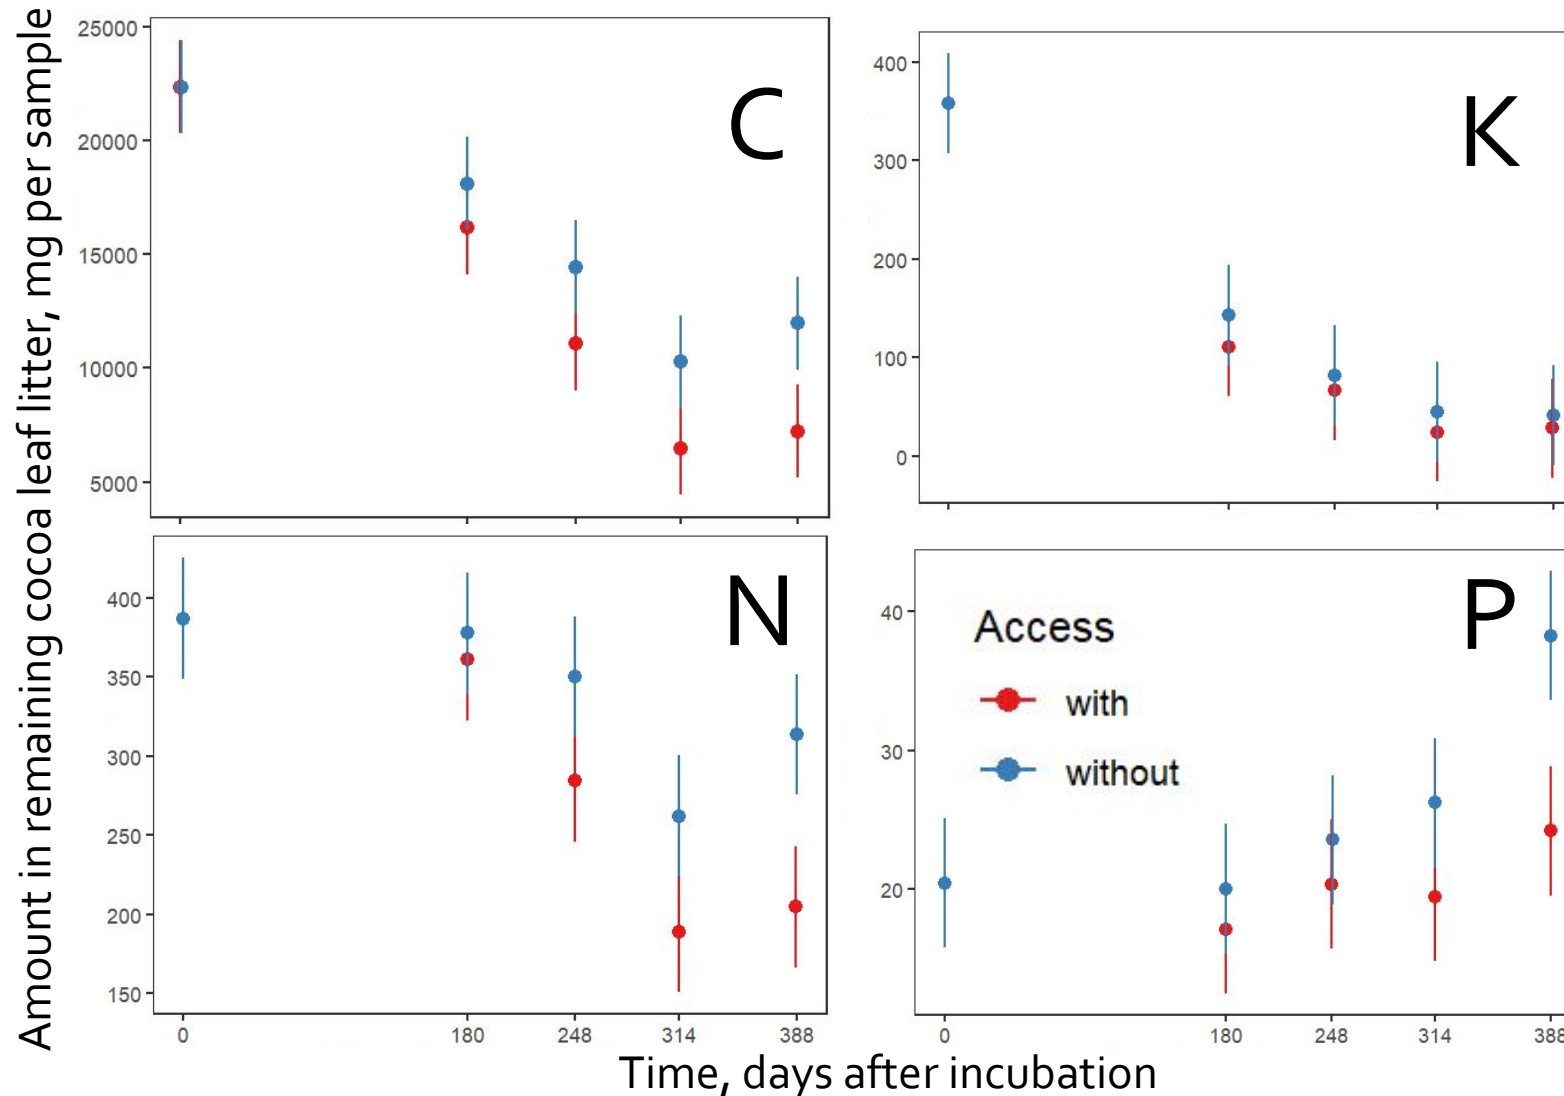 Amount in remaining cocoa leaf litter, mg per sample
25000
20000
15000
10000
5000
C
400
300
200
100
0
K
400
350
300
250
200
150
N
0 180 248 314 388
40
30
20
P
Access
with
without
0 180 248 314 388
Time, days after incubation